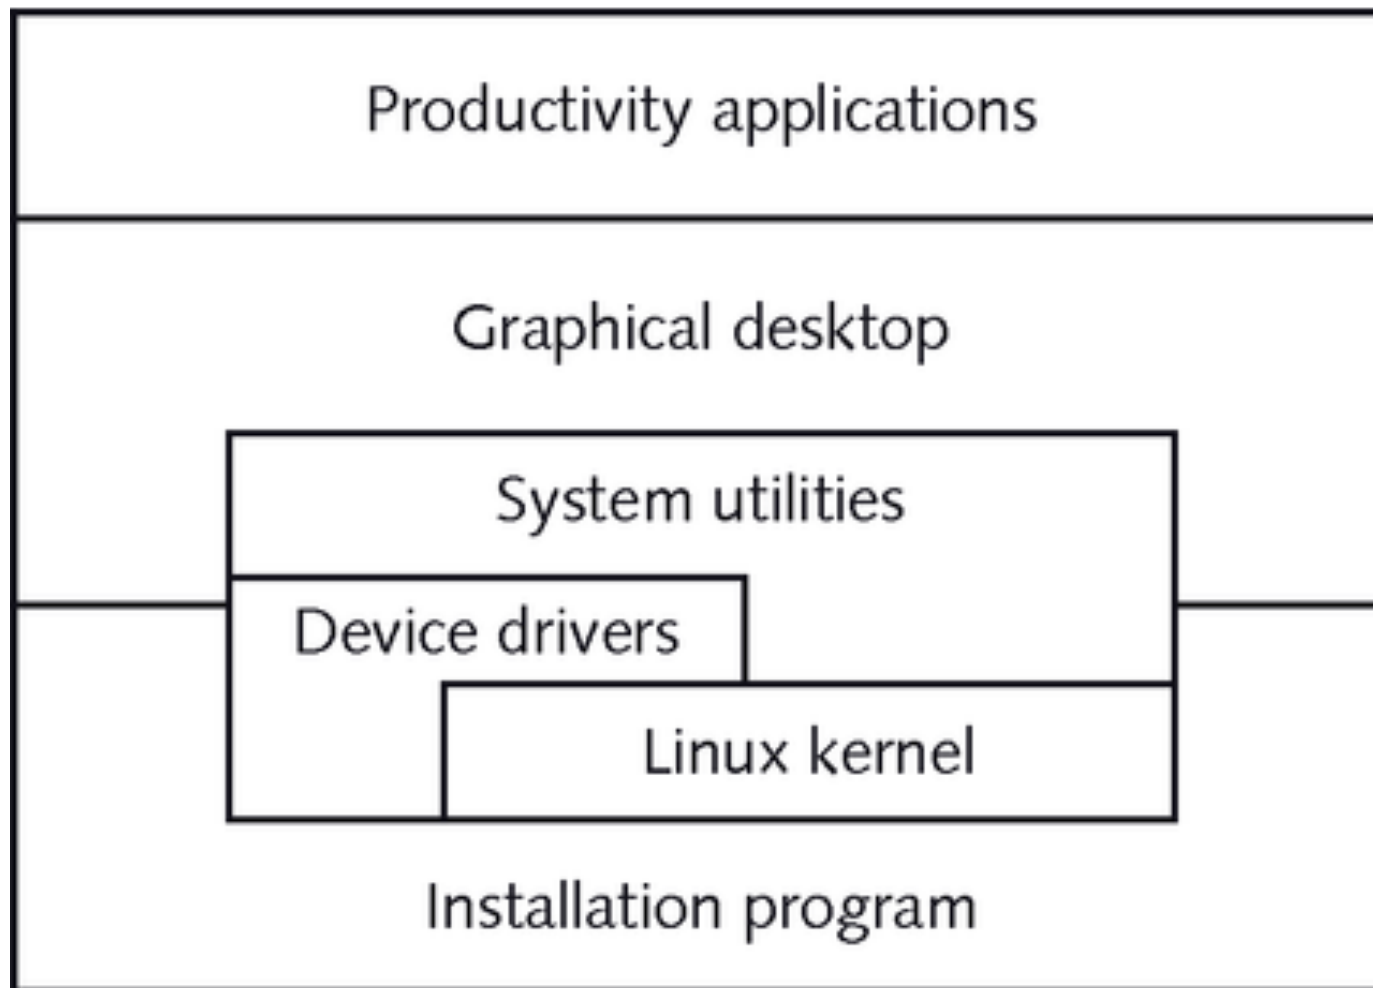 Productivity applications
Graphical desktop
System utilities
Device drivers
Linux kernel
Installation program